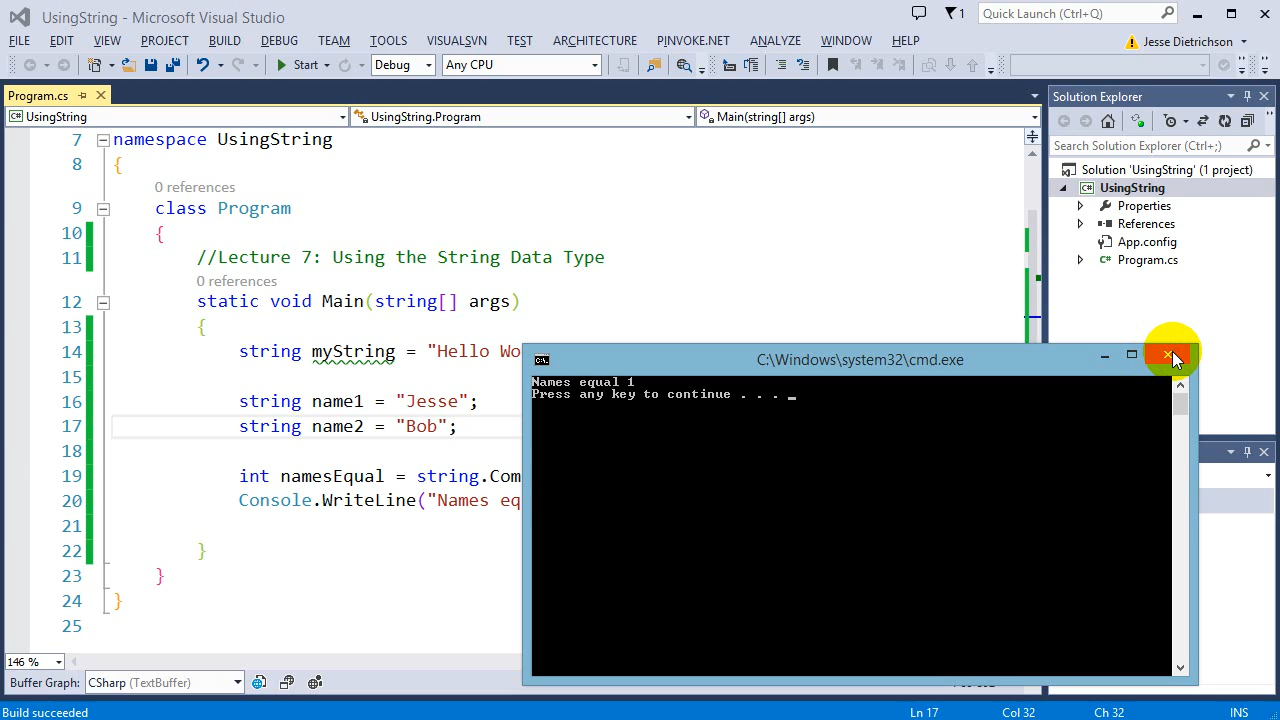 UsingString - Microsoft Visual Studio
1
Quick Launch (Ctrl+Q)
FILE EDIT VIEW PROJECT BUILD DEBUG TEAM TOOLS VISUALSVN TEST ARCHITECTURE PINVOKE.NET ANALYZE WINDOW HELP
Jesse Dietrichson
Start Debug Any CPU
Program.cs
UsingString UsingString.Program Main(string[] args)
Solution Explorer
Search Solution Explorer (Ctrl+;)
Solution 'UsingString' (1 project)
UsingString
Properties
References
App.config
Program.cs
7 namespace UsingString
8 {
0 references
9 class Program
10 {
11 //Lecture 7: Using the String Data Type
0 references
12 static void Main(string[] args)
13 {
14 string myString = "Hello Wo
15
16 string name1 = "Jesse";
17 string name2 = "Bob";
18
19 int namesEqual = string.Com
20 Console.WriteLine("Names eq
21
22 }
23 }
24 }
25
C:\Windows\system32\cmd.exe
Names equal 1
Press any key to continue . . . _
146 %
Buffer Graph: CSharp (TextBuffer)
Build succeeded Ln 17 Col 32 Ch 32 INS